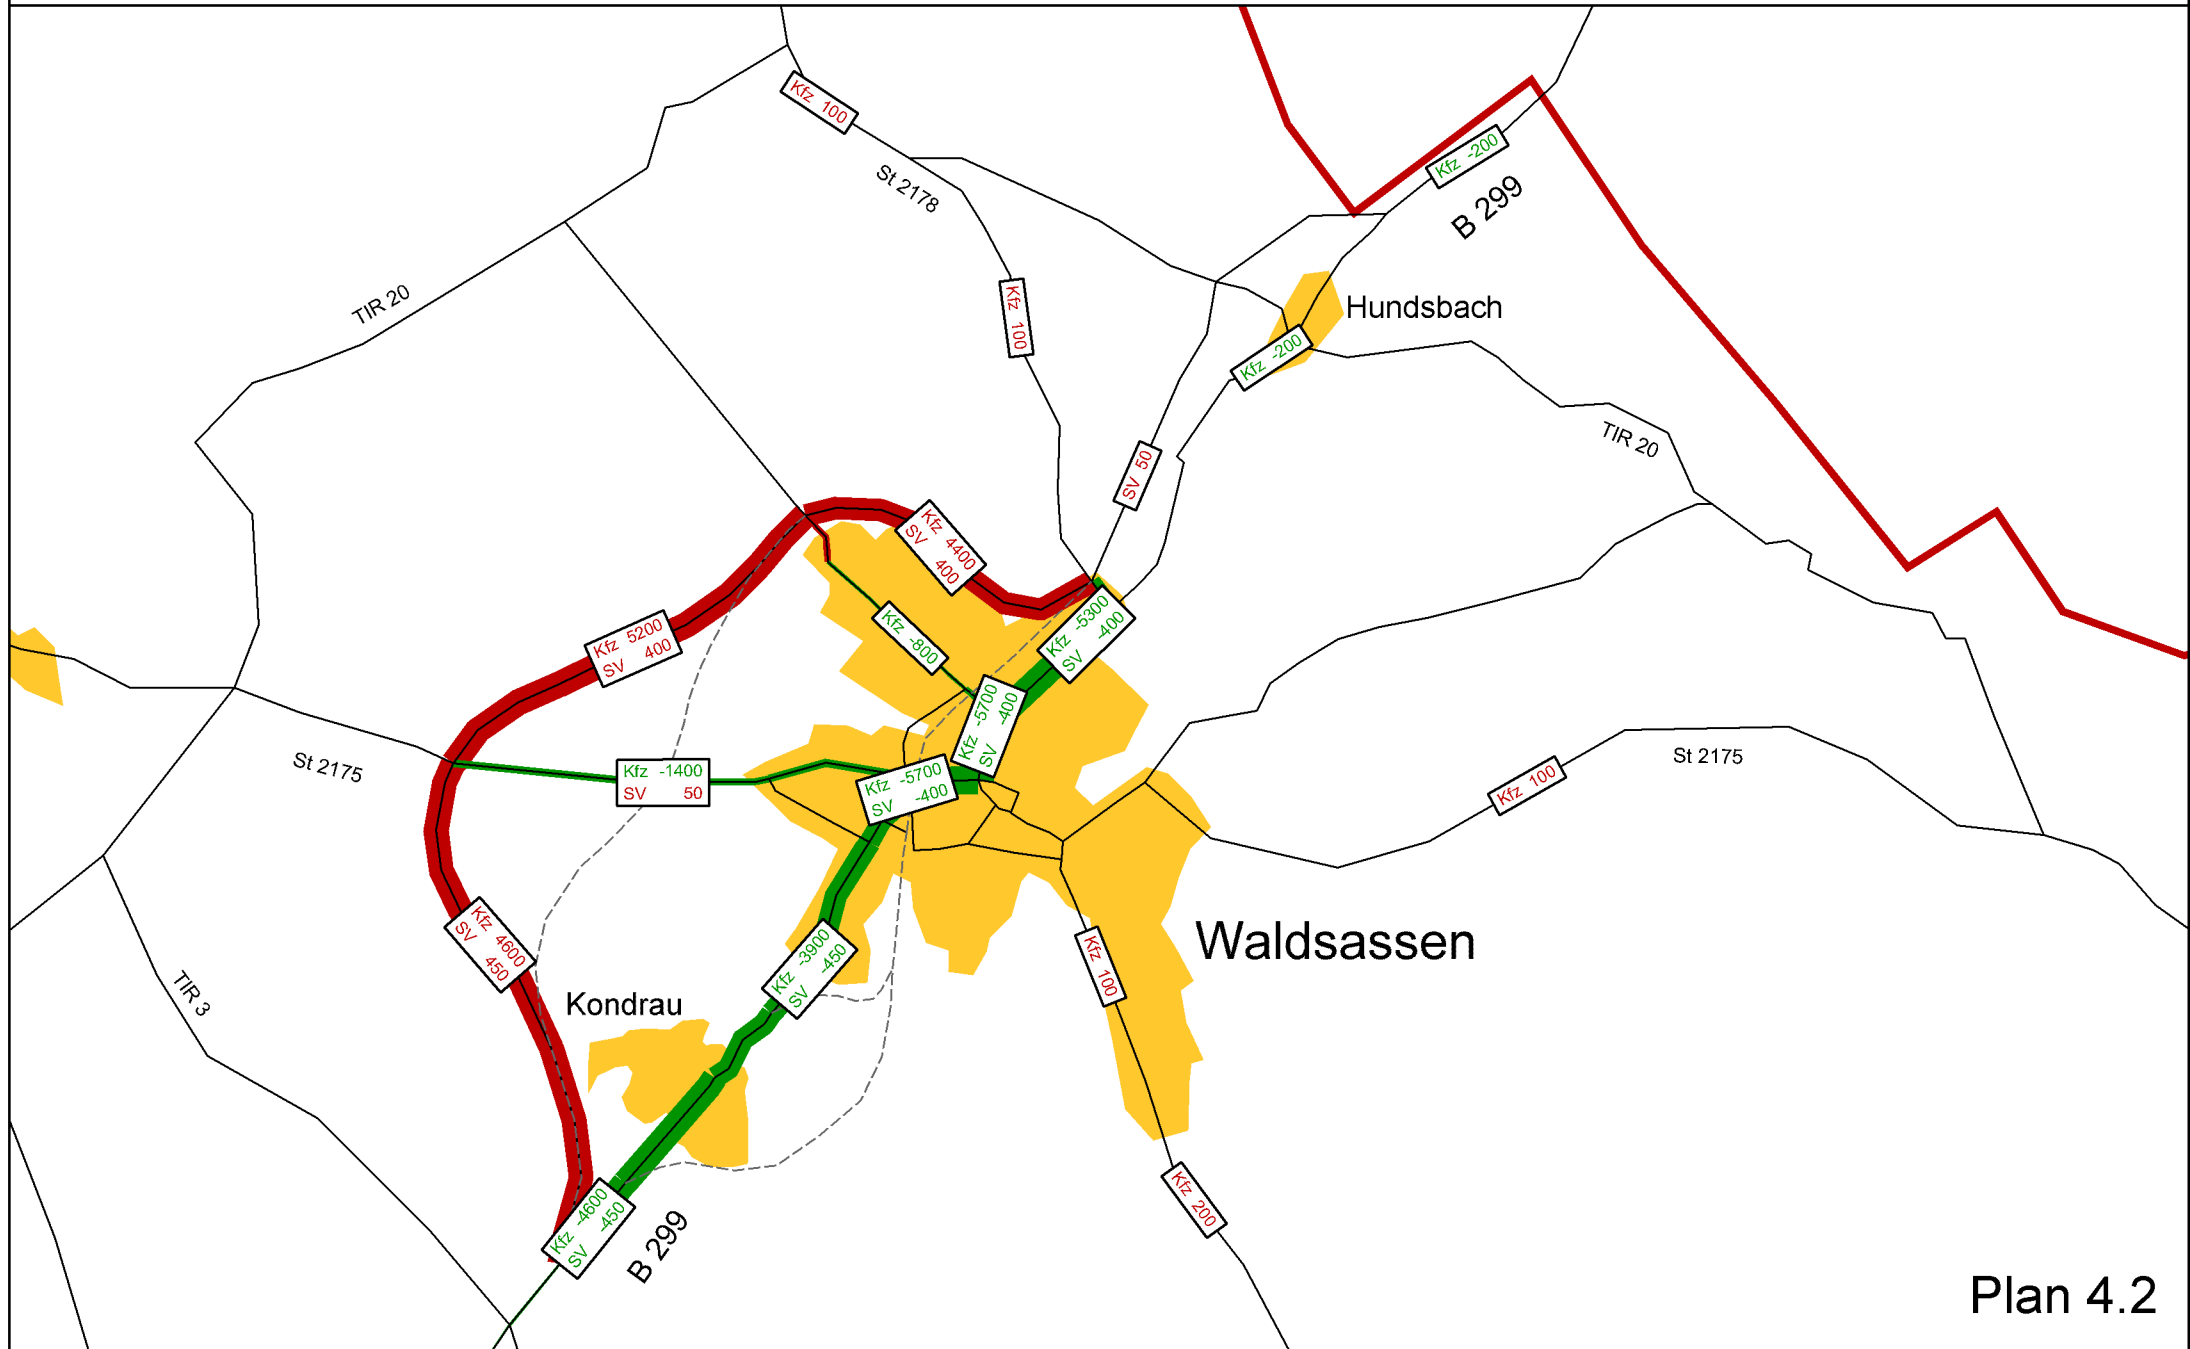 Kfz 100
St 2178
Kfz -200
B 299
TIR 20
Kfz 100
Hundsbach
Kfz -200
TIR 20
SV 50
Kfz 4400
SV 400
Kfz 5200
SV 400
Kfz -800
Kfz -5300
SV -400
Kfz -5700
SV -400
St 2175
Kfz -1400
SV 50
Kfz -5700
SV -400
Kfz 100
St 2175
Kfz 4600
SV 450
Kfz -3900
SV -450
Waldsassen
Kfz 100
TIR 3
Kondrau
Kfz -4600
SV -450
B 299
Kfz 200
Plan 4.2